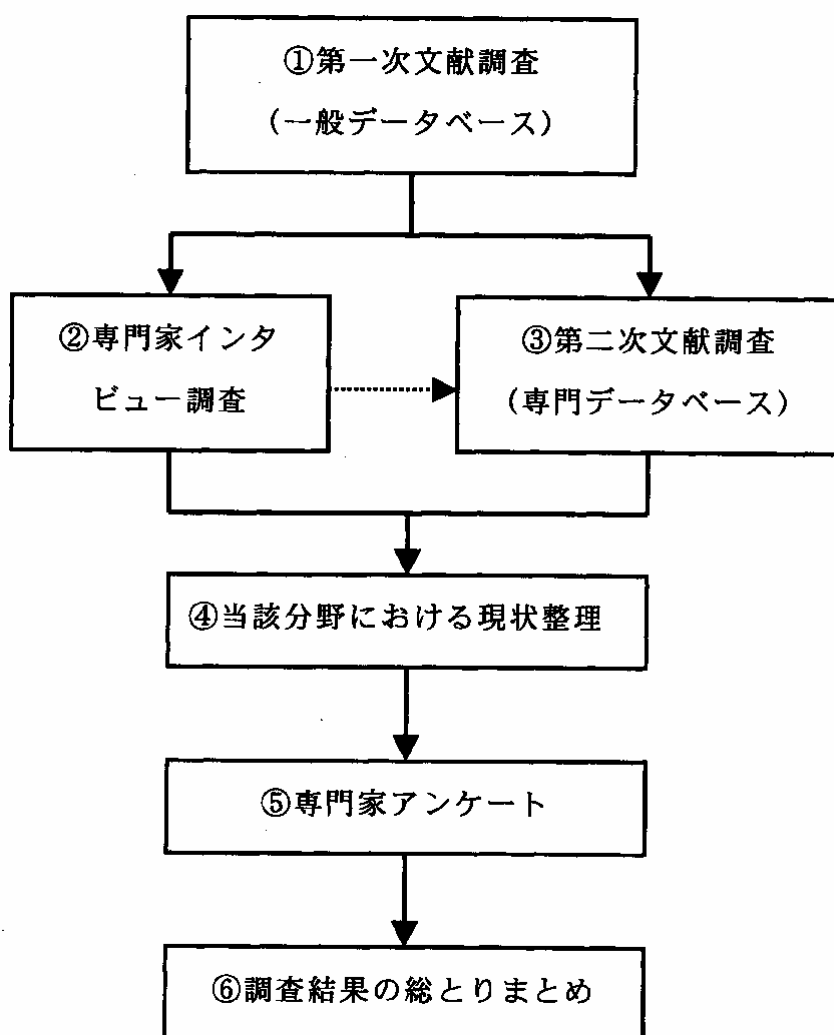 ①第一次文献調査
(一般データベース)
②専門家インタ
ビュー調査
③第二次文献調査
(専門データベース)
④当該分野における現状整理
⑤専門家アンケート
⑥調査結果の総とりまとめ